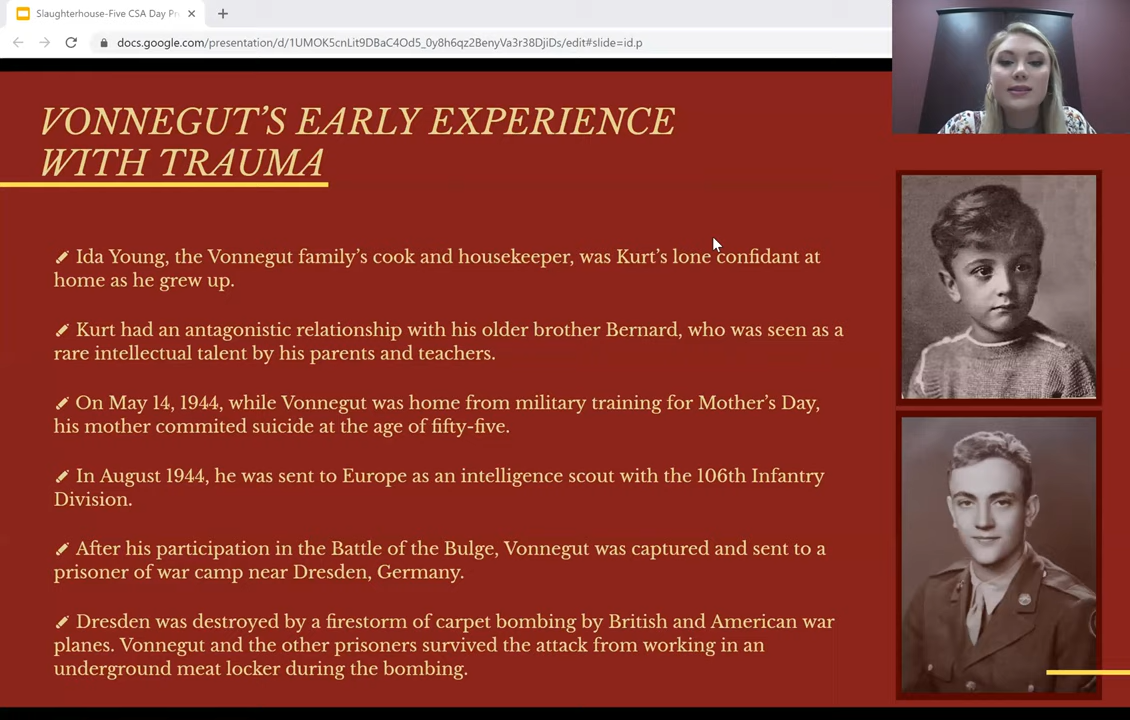 Slaughterhouse-Five CSA Day Pr
docs.google.com/presentation/d/1UMOK5cnLit9DBaC4Od5_0y8h6qz2BenyVa3r38DjiDs/edit#slide=id.p
VONNEGUT’S EARLY EXPERIENCE
WITH TRAUMA
Ida Young, the Vonnegut family’s cook and housekeeper, was Kurt’s lone confidant at
home as he grew up.
Kurt had an antagonistic relationship with his older brother Bernard, who was seen as a
rare intellectual talent by his parents and teachers.
On May 14, 1944, while Vonnegut was home from military training for Mother’s Day,
his mother commited suicide at the age of fifty-five.
In August 1944, he was sent to Europe as an intelligence scout with the 106th Infantry
Division.
After his participation in the Battle of the Bulge, Vonnegut was captured and sent to a
prisoner of war camp near Dresden, Germany.
Dresden was destroyed by a firestorm of carpet bombing by British and American war
planes. Vonnegut and the other prisoners survived the attack from working in an
underground meat locker during the bombing.